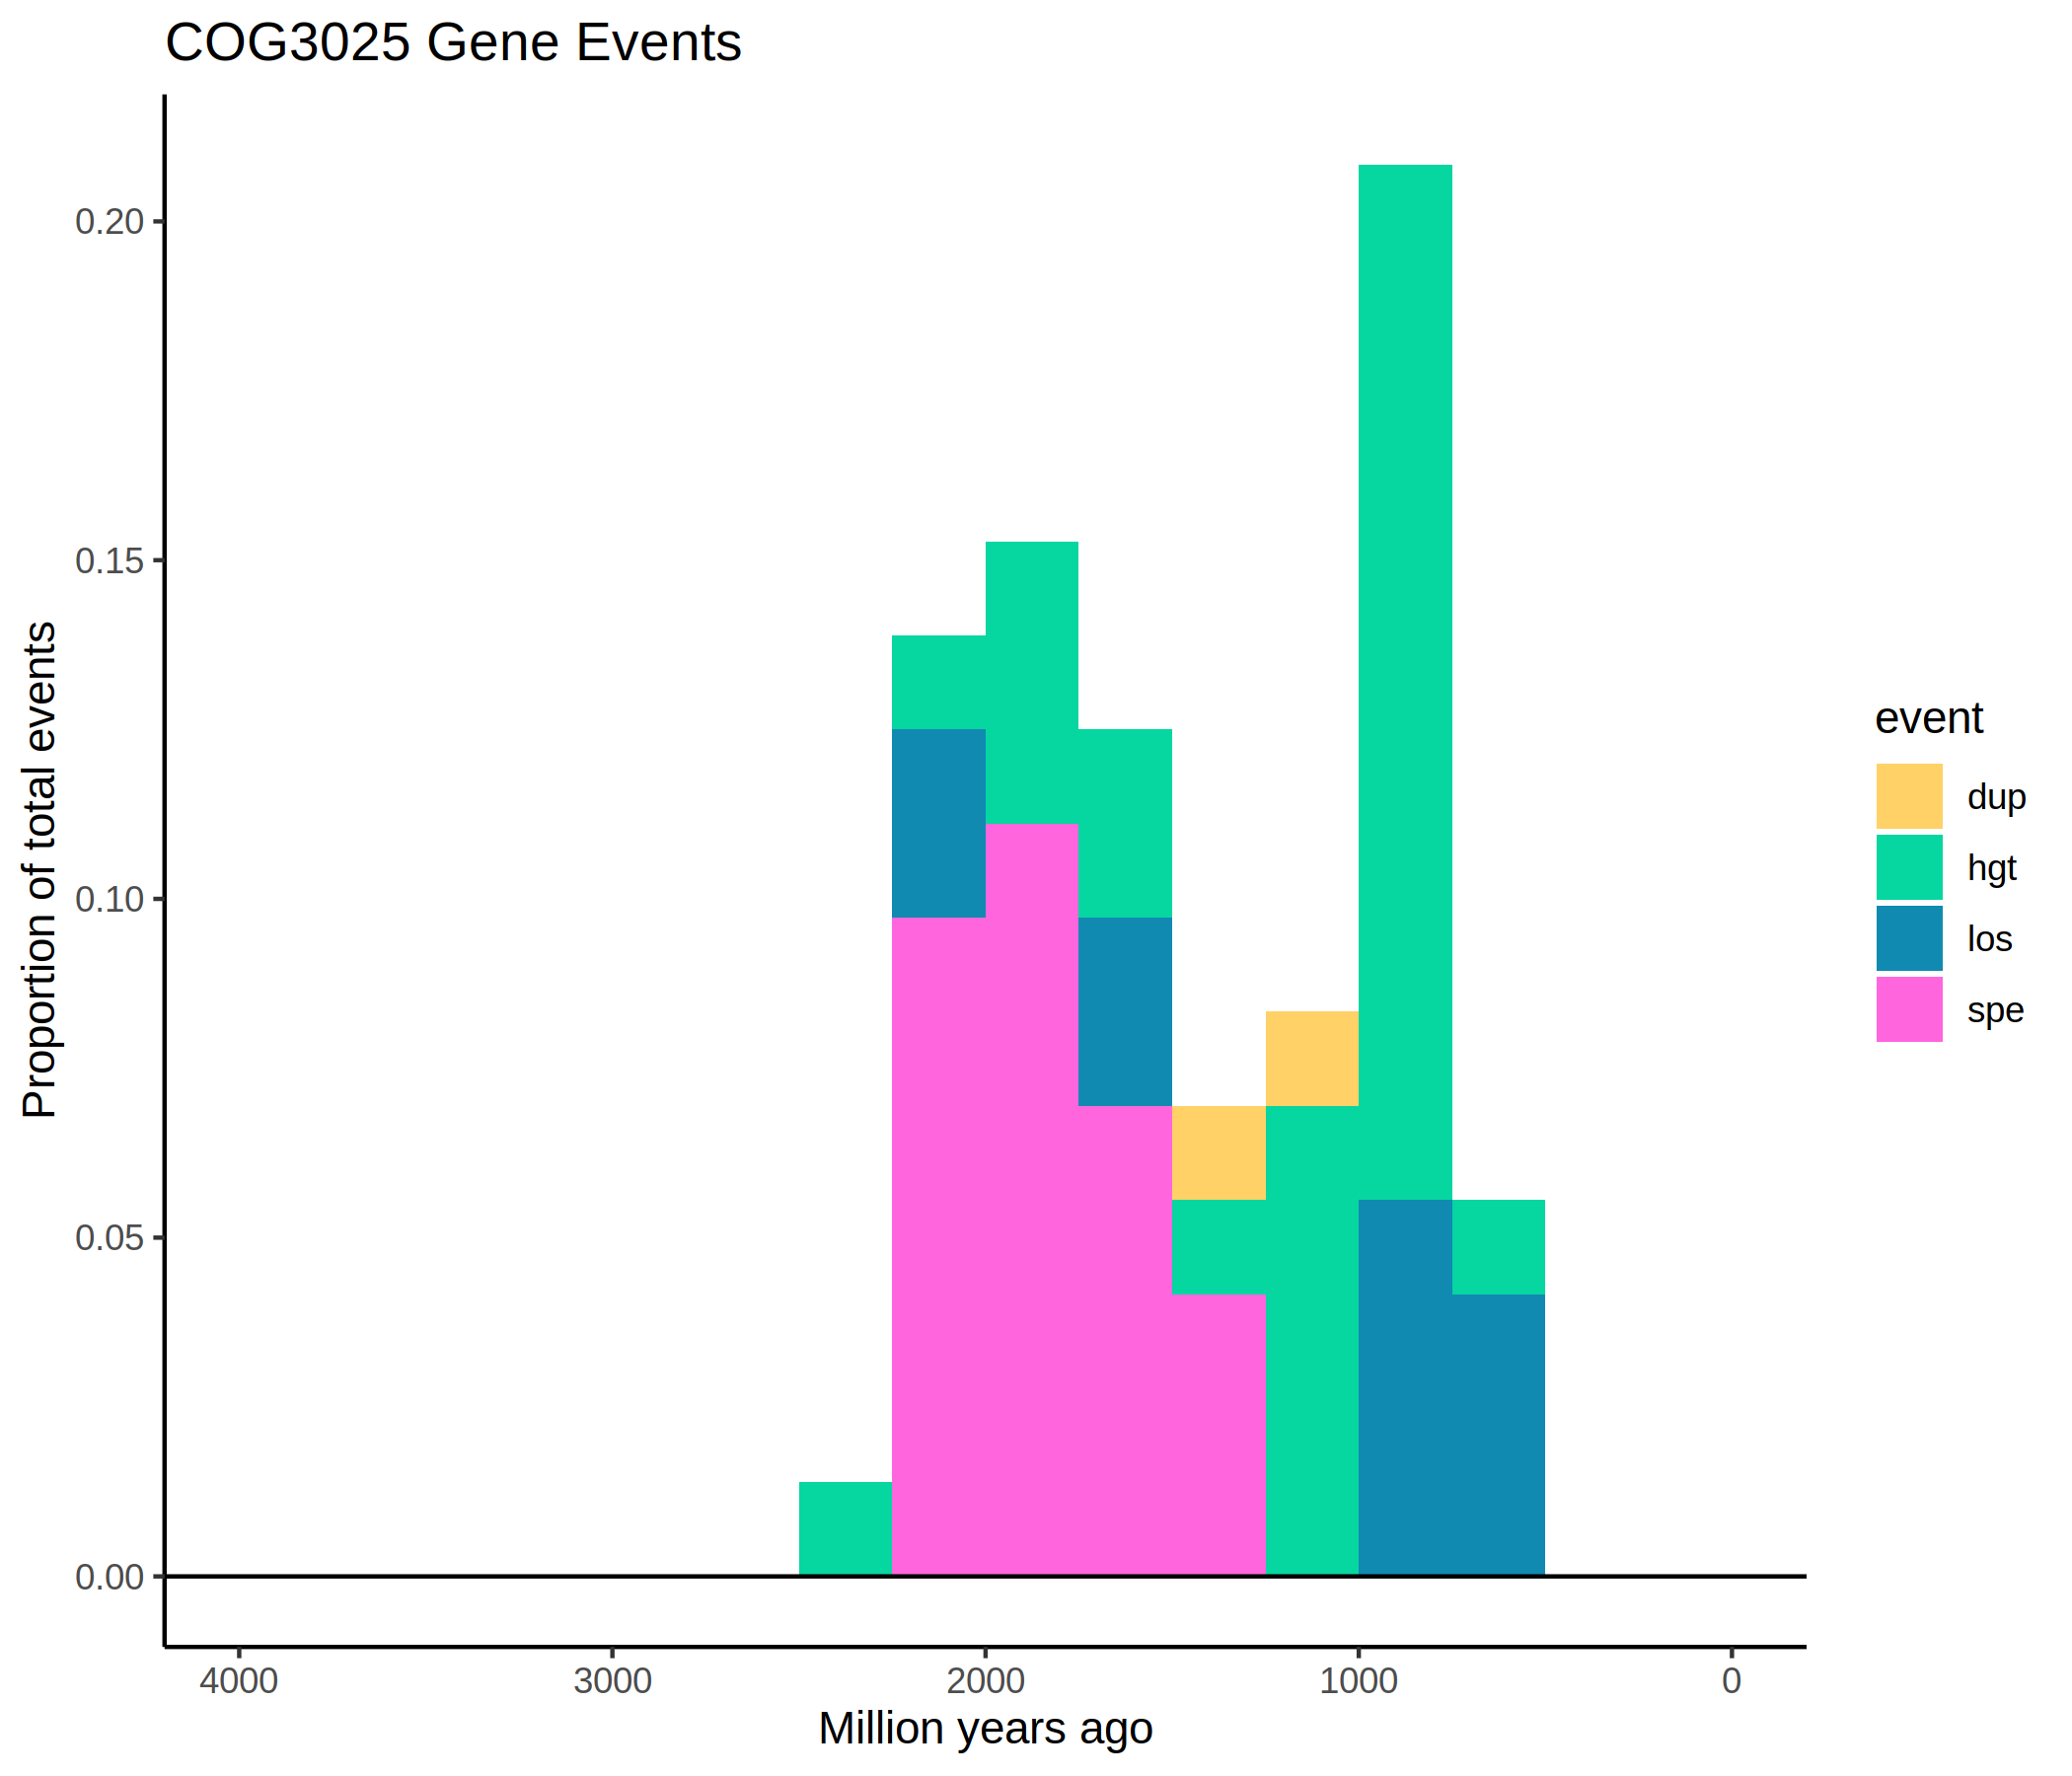 COG3025 Gene Events
Proportion of total events
0.20
0.15
0.10
0.05
0.00
4000 3000 2000 1000 0
Million years ago
event
dup
hgt
los
spe